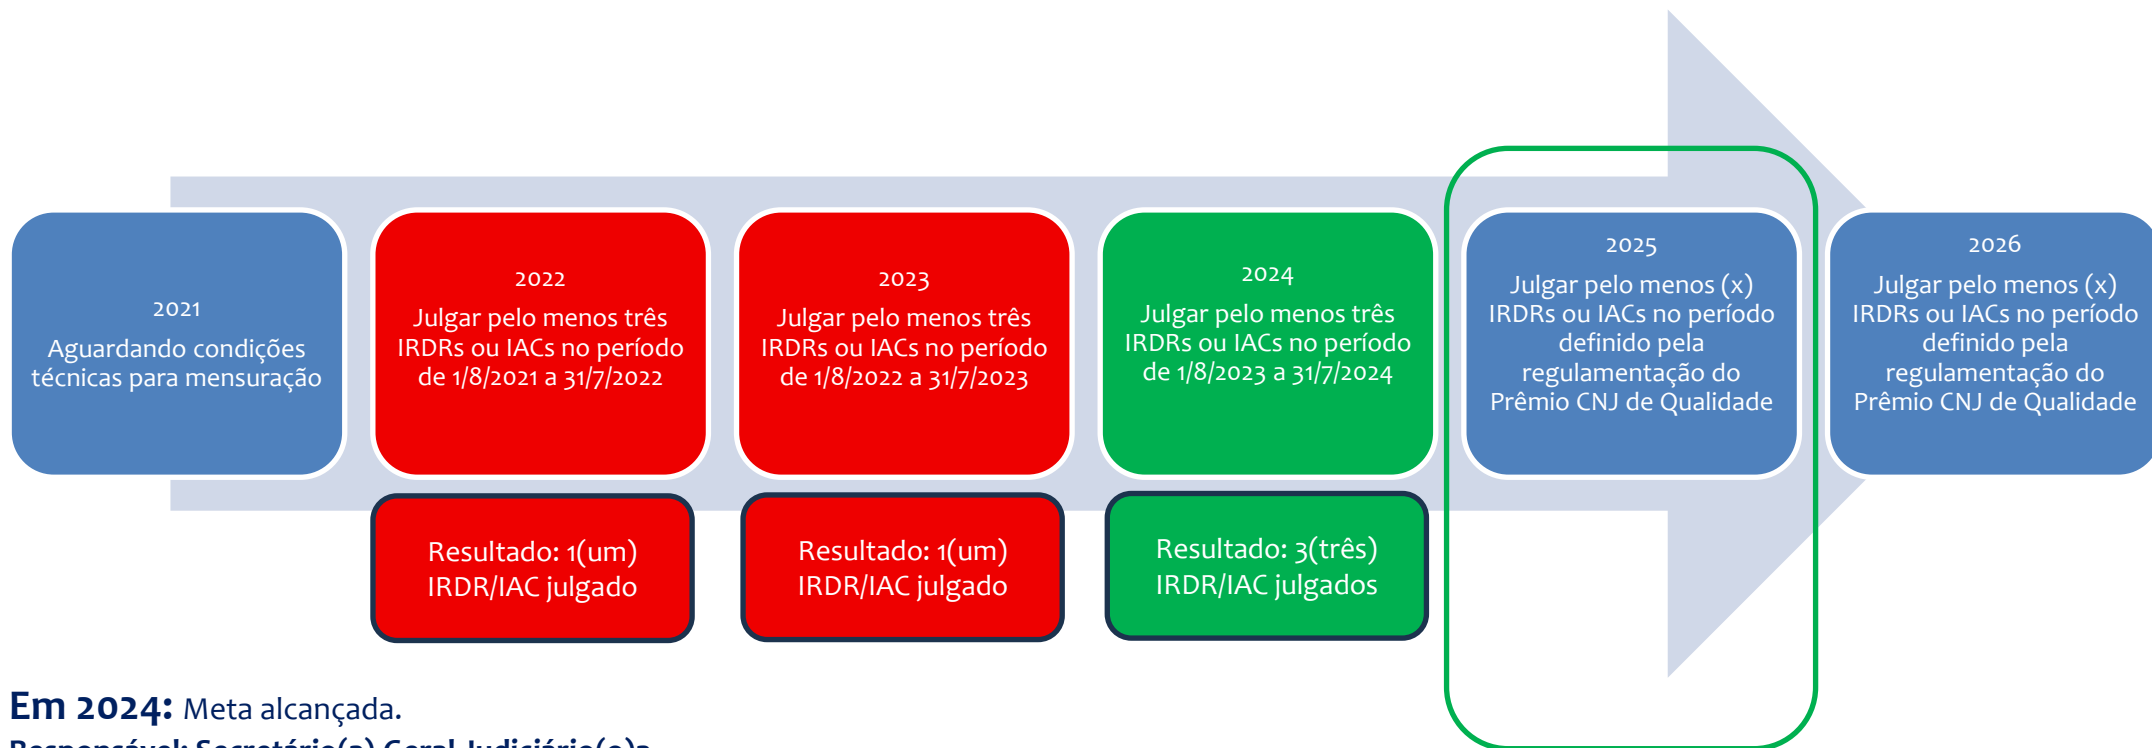 2021
Aguardando condições
técnicas para mensuração
2022
Julgar pelo menos três
IRDRs ou IACs no período
de 1/8/2021 a 31/7/2022
2023
Julgar pelo menos três
IRDRs ou IACs no período
de 1/8/2022 a 31/7/2023
2024
Julgar pelo menos três
IRDRs ou IACs no período
de 1/8/2023 a 31/7/2024
2025
Julgar pelo menos (x)
IRDRs ou IACs no período
definido pela
regulamentação do
Prêmio CNJ de Qualidade
2026
Julgar pelo menos (x)
IRDRs ou IACs no período
definido pela
regulamentação do
Prêmio CNJ de Qualidade
Resultado: 1(um)
IRDR/IAC julgado
Resultado: 1(um)
IRDR/IAC julgado
Resultado: 3(três)
IRDR/IAC julgados
Em 2024: Meta alcançada.
Responsável: Secretário(a) Geral Judiciário(o)a